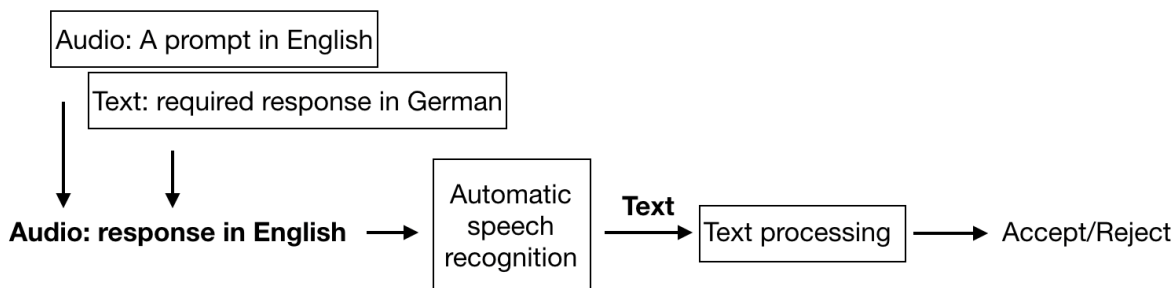 Audio: A prompt in English
Text: required response in German
Audio: response in English
Automatic
speech
recognition
Text
Text processing
Accept/Reject